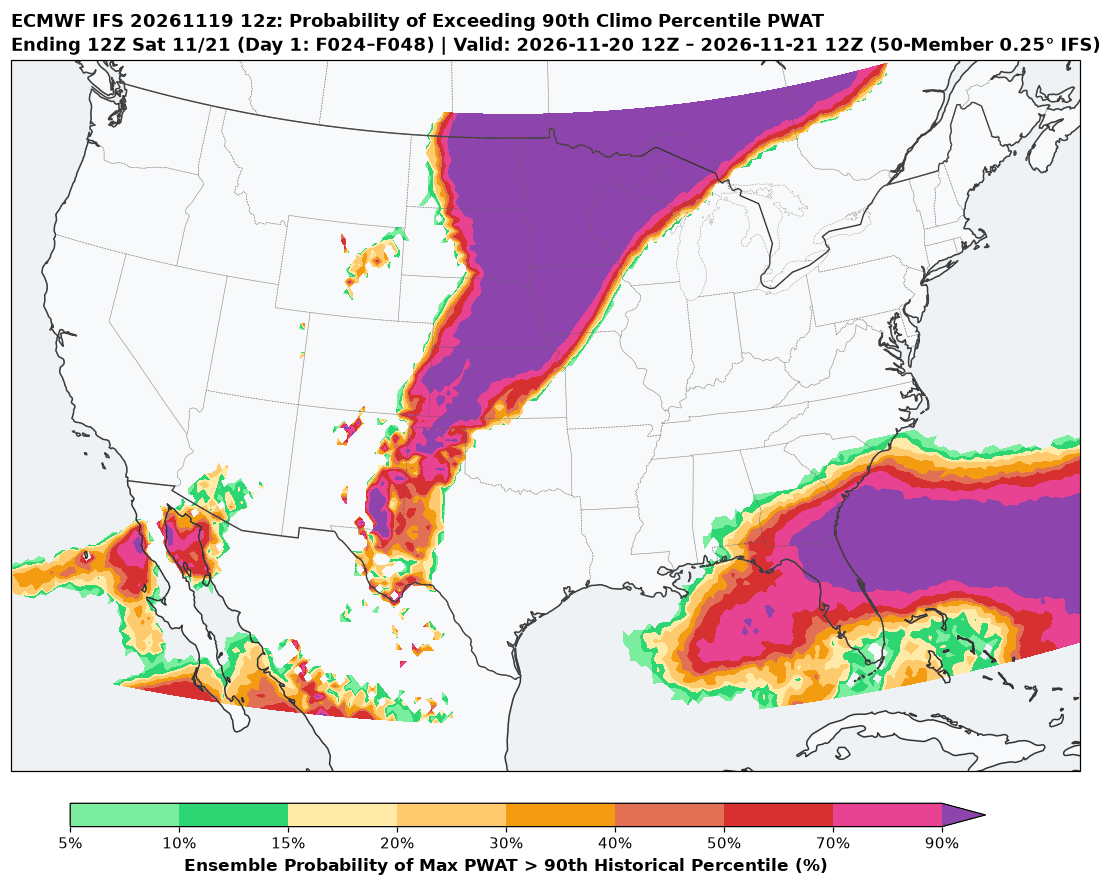 ECMWF IFS 20261119 12z: Probability of Exceeding 90th Climo Percentile PWAT
Ending 12Z Sat 11/21 (Day 1: F024–F048) | Valid: 2026-11-20 12Z – 2026-11-21 12Z (50-Member 0.25° IFS)
5% 10% 15% 20% 30% 40% 50% 70% 90%
Ensemble Probability of Max PWAT > 90th Historical Percentile (%)